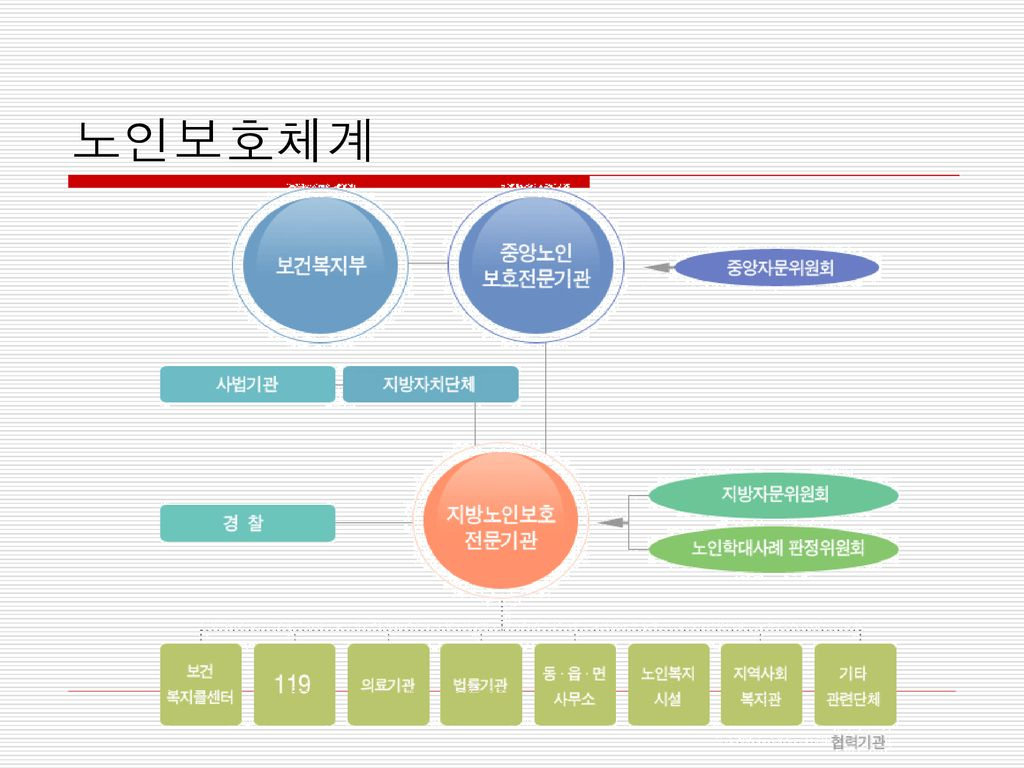 노인보호체계
보건복지부
중앙노인
보호전문기관
중앙자문위원회
사법기관
지방자치단체
지방자문위원회
경 찰
지방노인보호
전문기관
노인학대사례 판정위원회
보건
복지콜센터
119
의료기관
법률기관
동·읍·면
사무소
노인복지
시설
지역사회
복지관
기타
관련단체
협력기관